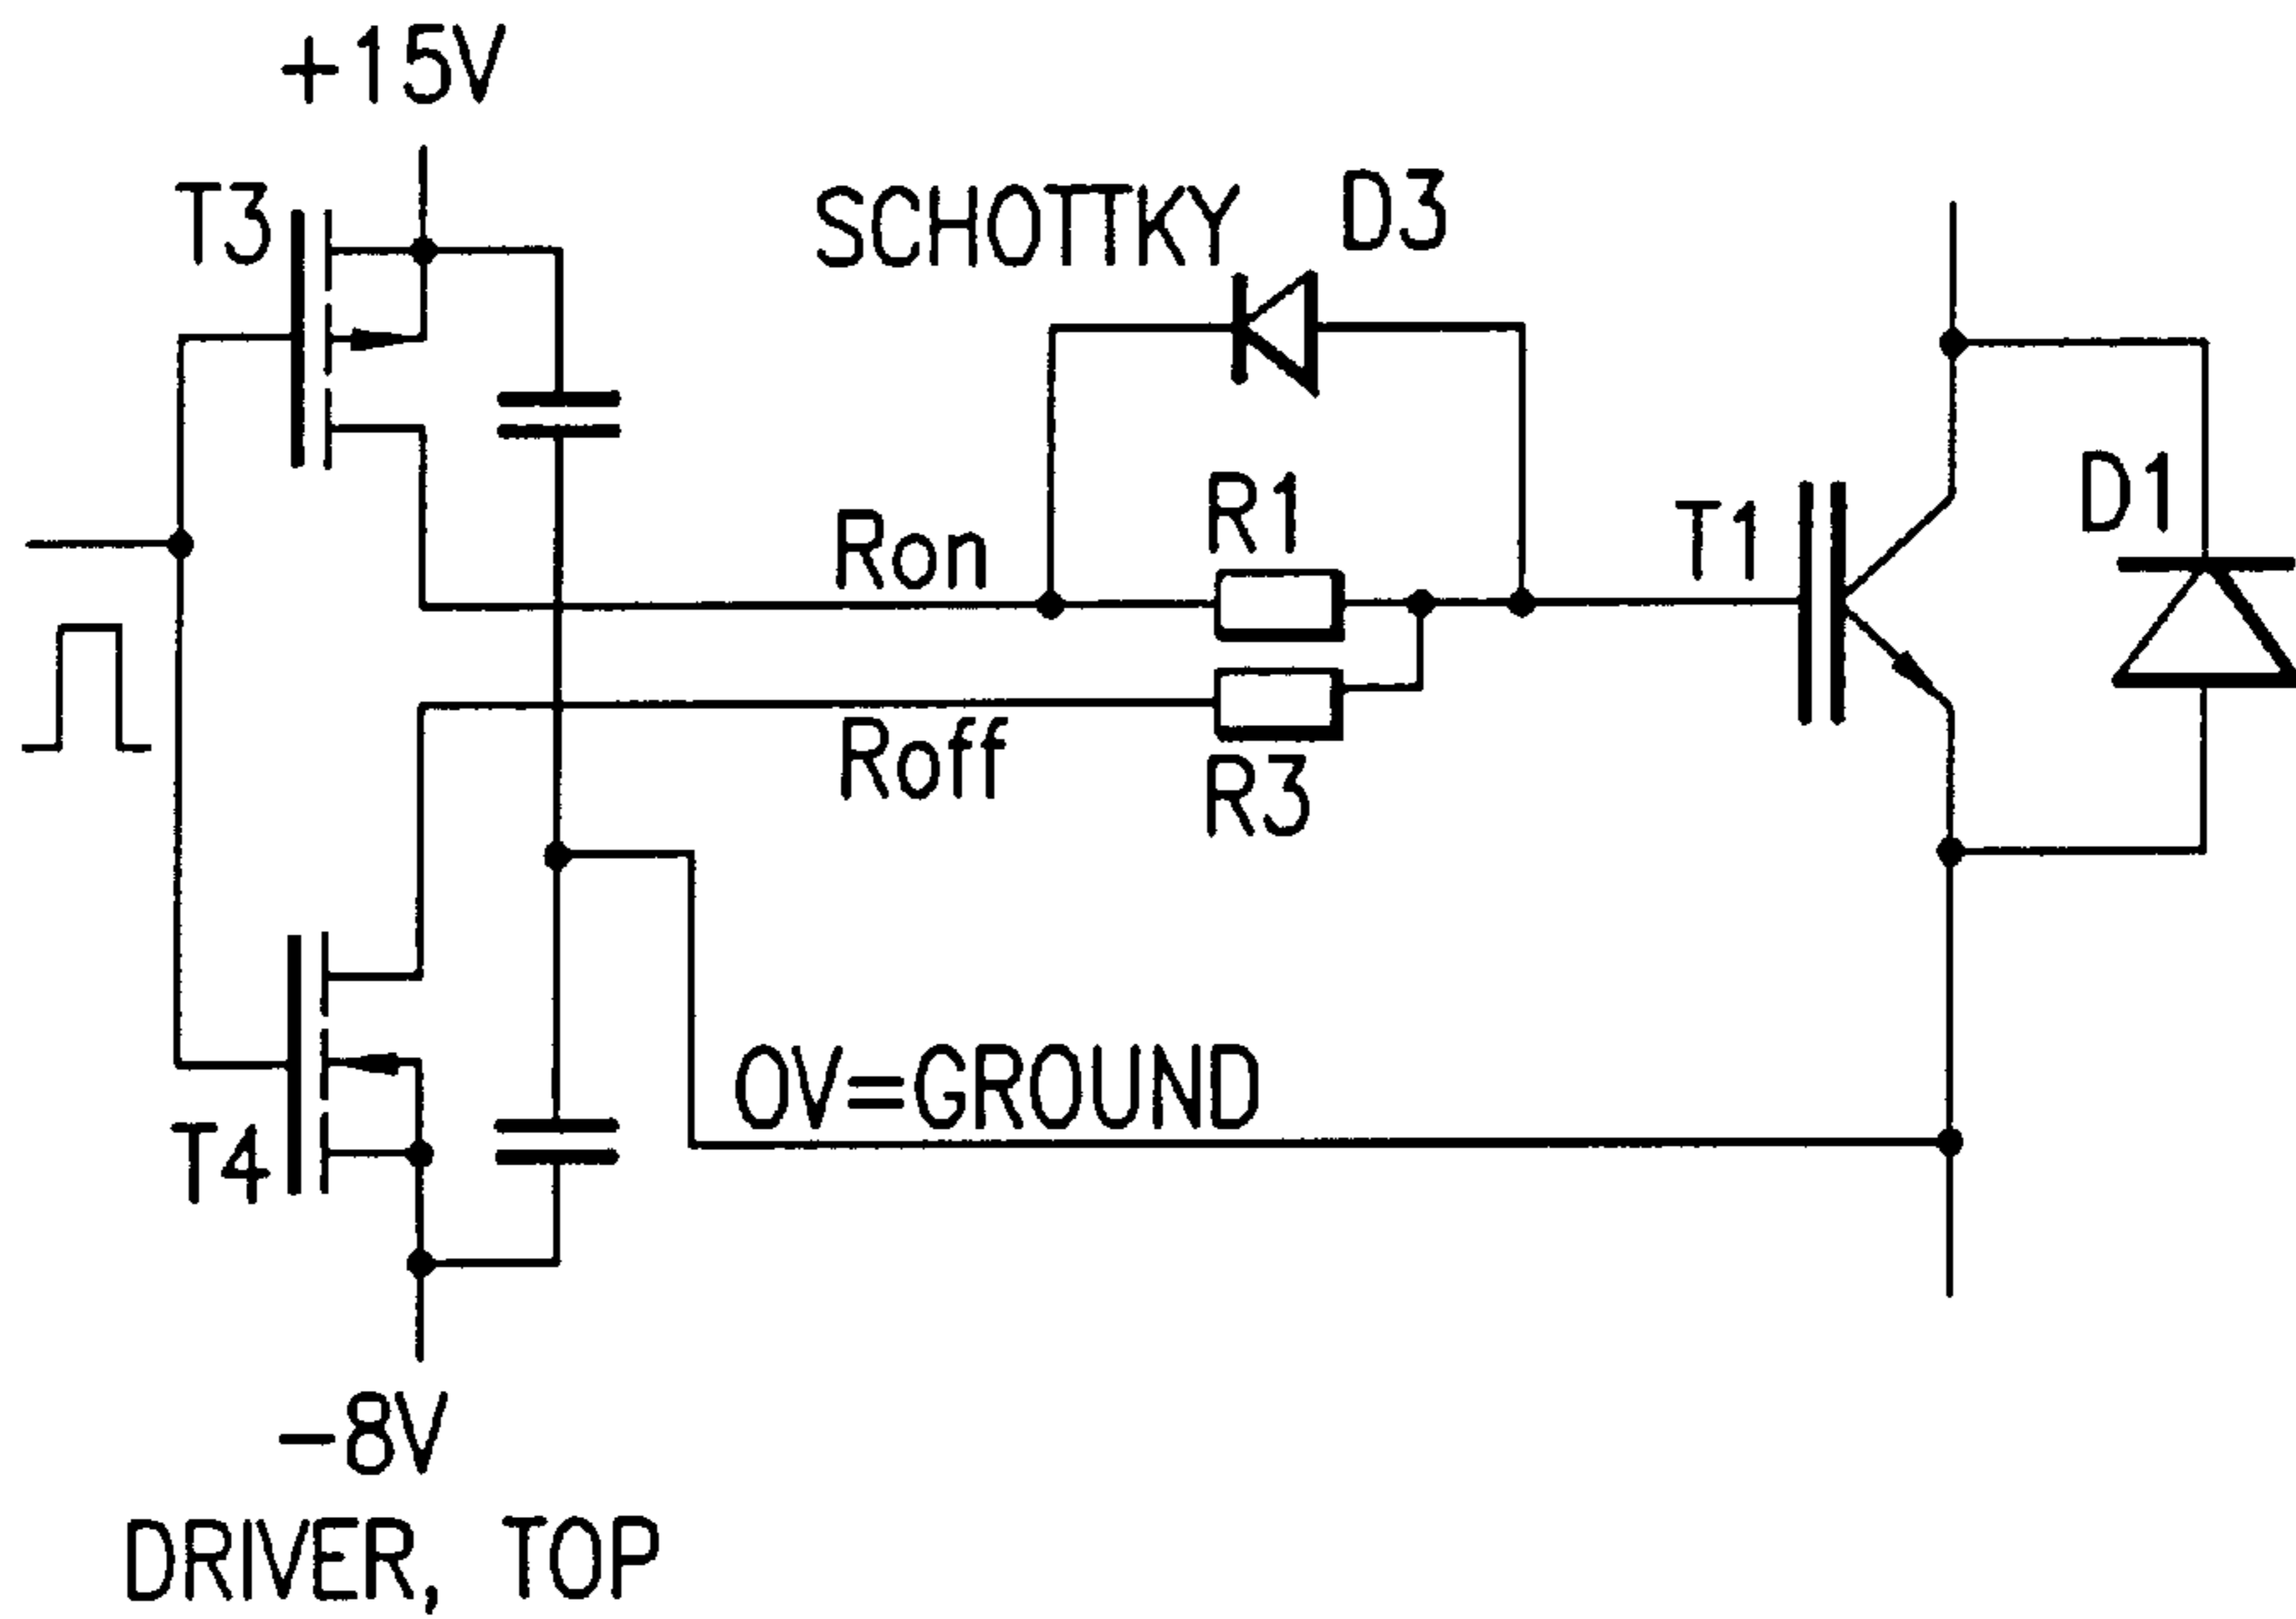 +15V
T3
SCHOTTKY
D3
R1
Ron
T1
D1
Roff
R3
0V=GROUND
T4
-8V
DRIVER, TOP